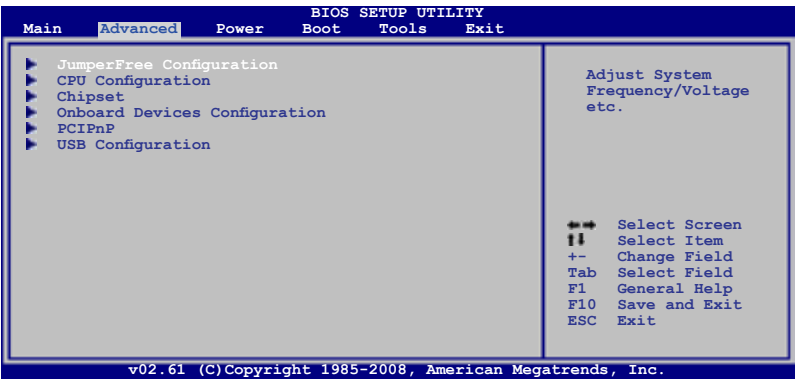 BIOS SETUP UTILITY
Main Advanced Power Boot Tools Exit
JumperFree Configuration
CPU Configuration
Chipset
Onboard Devices Configuration
PCIPnP
USB Configuration
Adjust System
Frequency/Voltage
etc.
←→ Select Screen
↑↓ Select Item
+- Change Field
Tab Select Field
F1 General Help
F10 Save and Exit
ESC Exit
v02.61 (C)Copyright 1985-2008, American Megatrends, Inc.